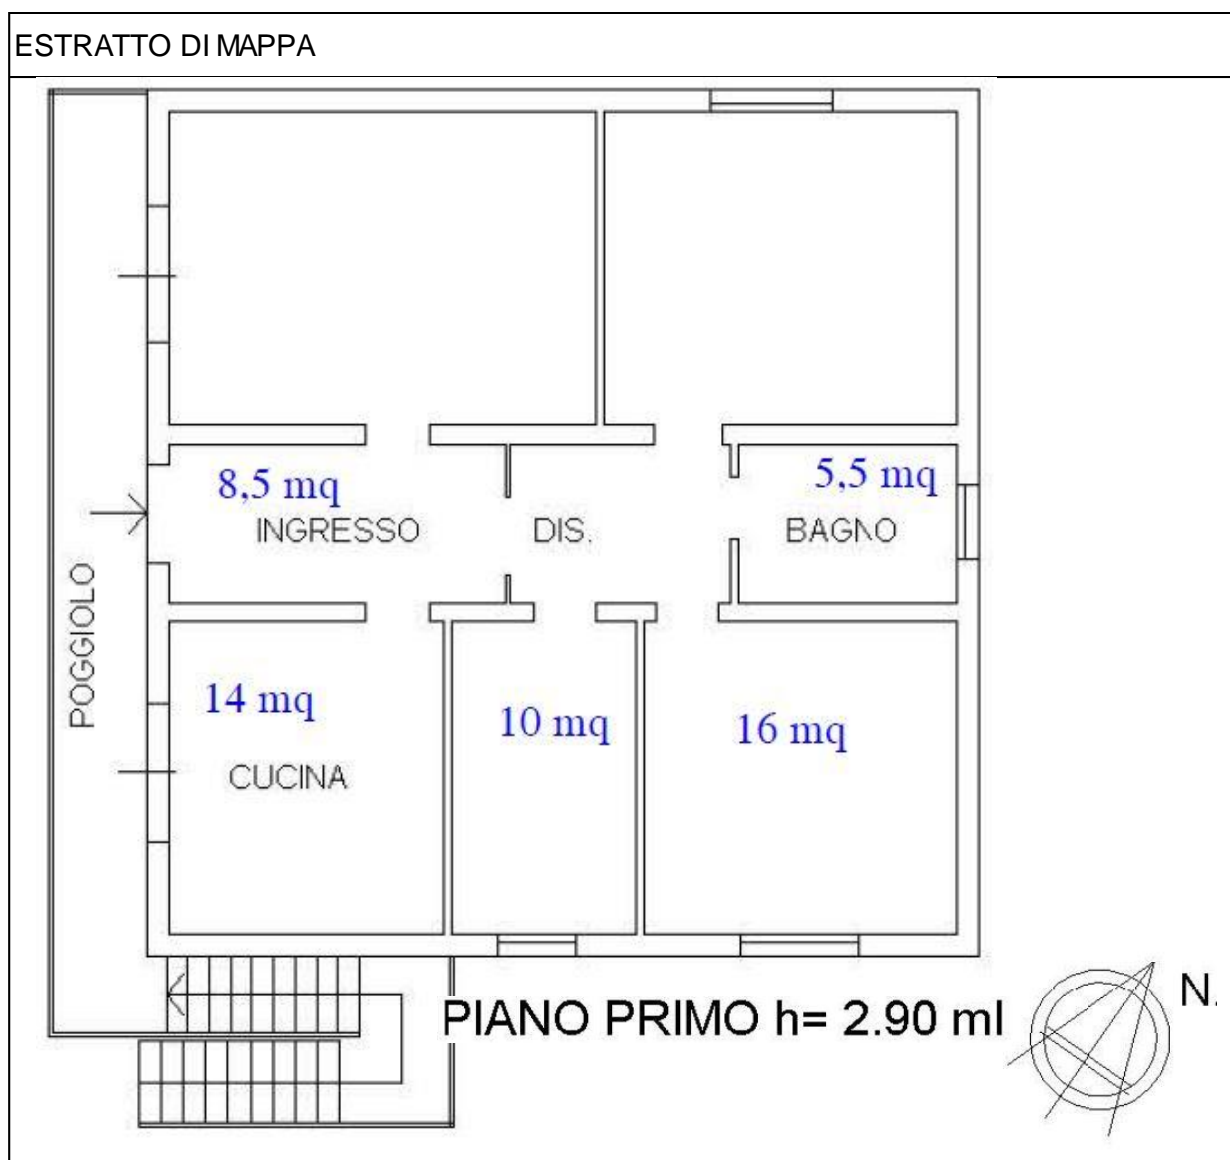 ESTRATTO DI MAPPA
8,5 mq
5,5 mq
INGRESSO
DIS.
BAGNO
POGGIOLO
14 mq
10 mq
16 mq
CUCINA
PIANO PRIMO h= 2.90 ml
N.